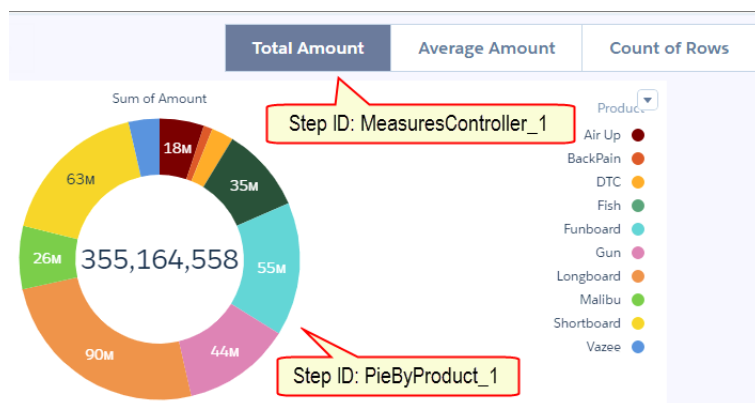 Total Amount
Average Amount
Count of Rows
Step ID: MeasuresController_1
Sum of Amount
355,164,558
18M
35M
55M
44M
90M
26M
63M
Product
Air Up
BackPain
DTC
Fish
Funboard
Gun
Longboard
Malibu
Shortboard
Vazee
Step ID: PieByProduct_1